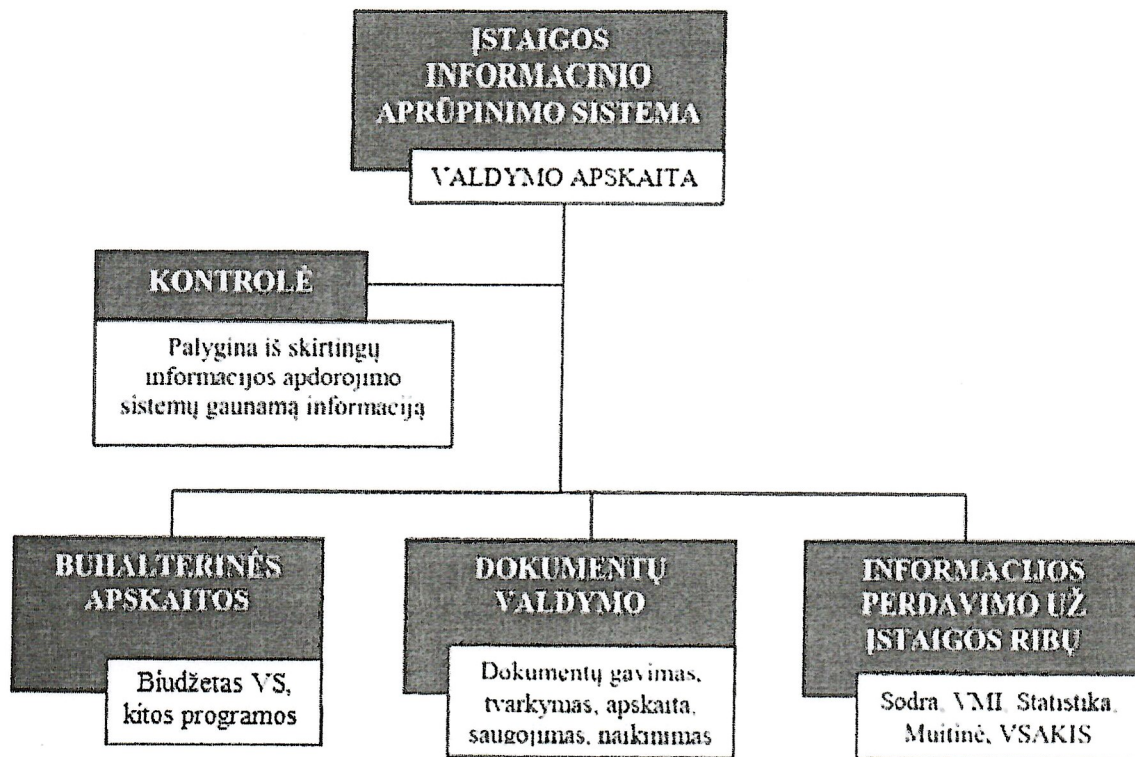 ĮSTAIGOS
INFORMACINIO
APRŪPINIMO SISTEMA
VALDYMO APSKAITA
KONTROLĖ
Palygina iš skirtingų
informacijos apdorojimo
sistemų gaunamą informaciją
BUHALTERINĖS
APSKAITOS
Biudžetas VS,
kitos programos
DOKUMENTŲ
VALDYMO
Dokumentų gavimas,
tvarkymas, apskaita,
saugojimas, naikinimas
INFORMACIJOS
PERDAVIMO UŽ
ĮSTAIGOS RIBŲ
Sodra, VMI, Statistika,
Muitinė, VSAKIS